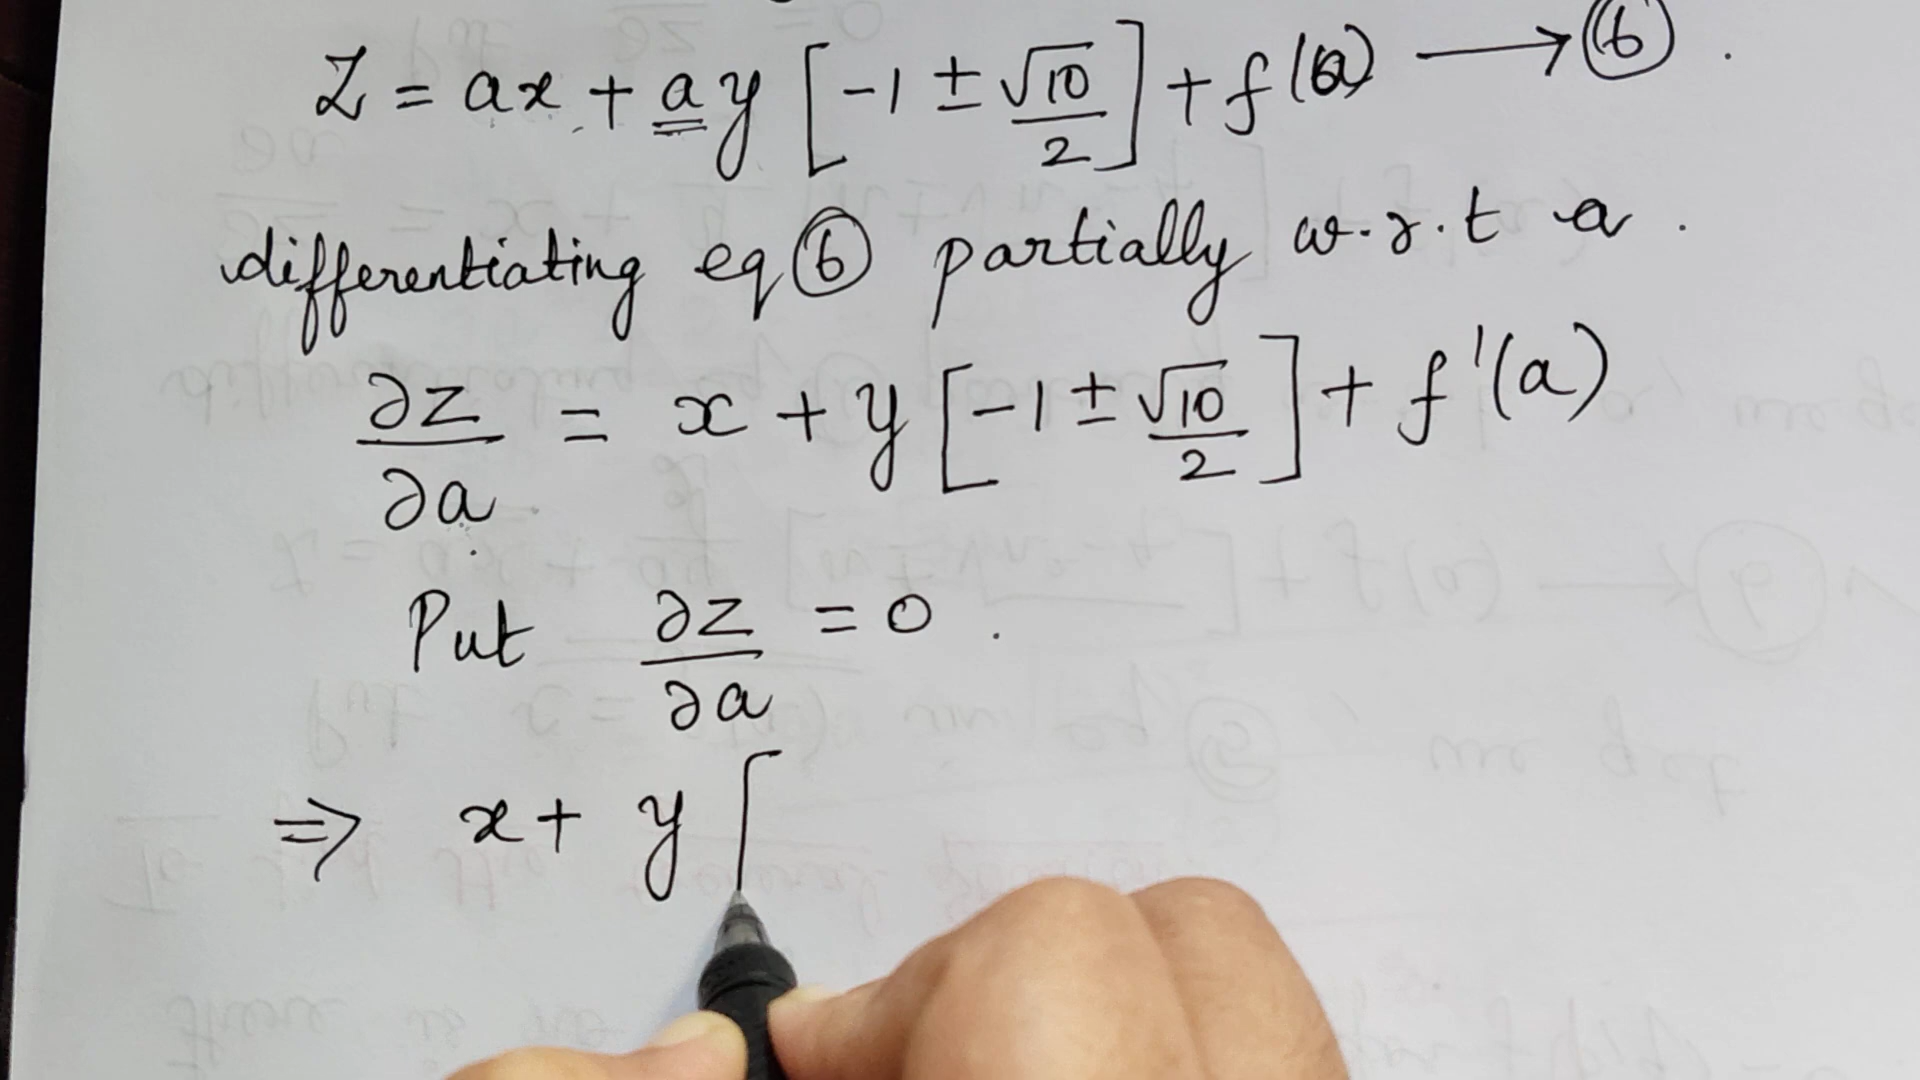 Z = ax + ay [-1 ± √10/2] + f(a) → ⑥ .
differentiating eq ⑥ partially w.r.t a .
∂z/∂a = x + y [-1 ± √10/2] + f'(a)
Put ∂z/∂a = 0 .
⇒ x + y [